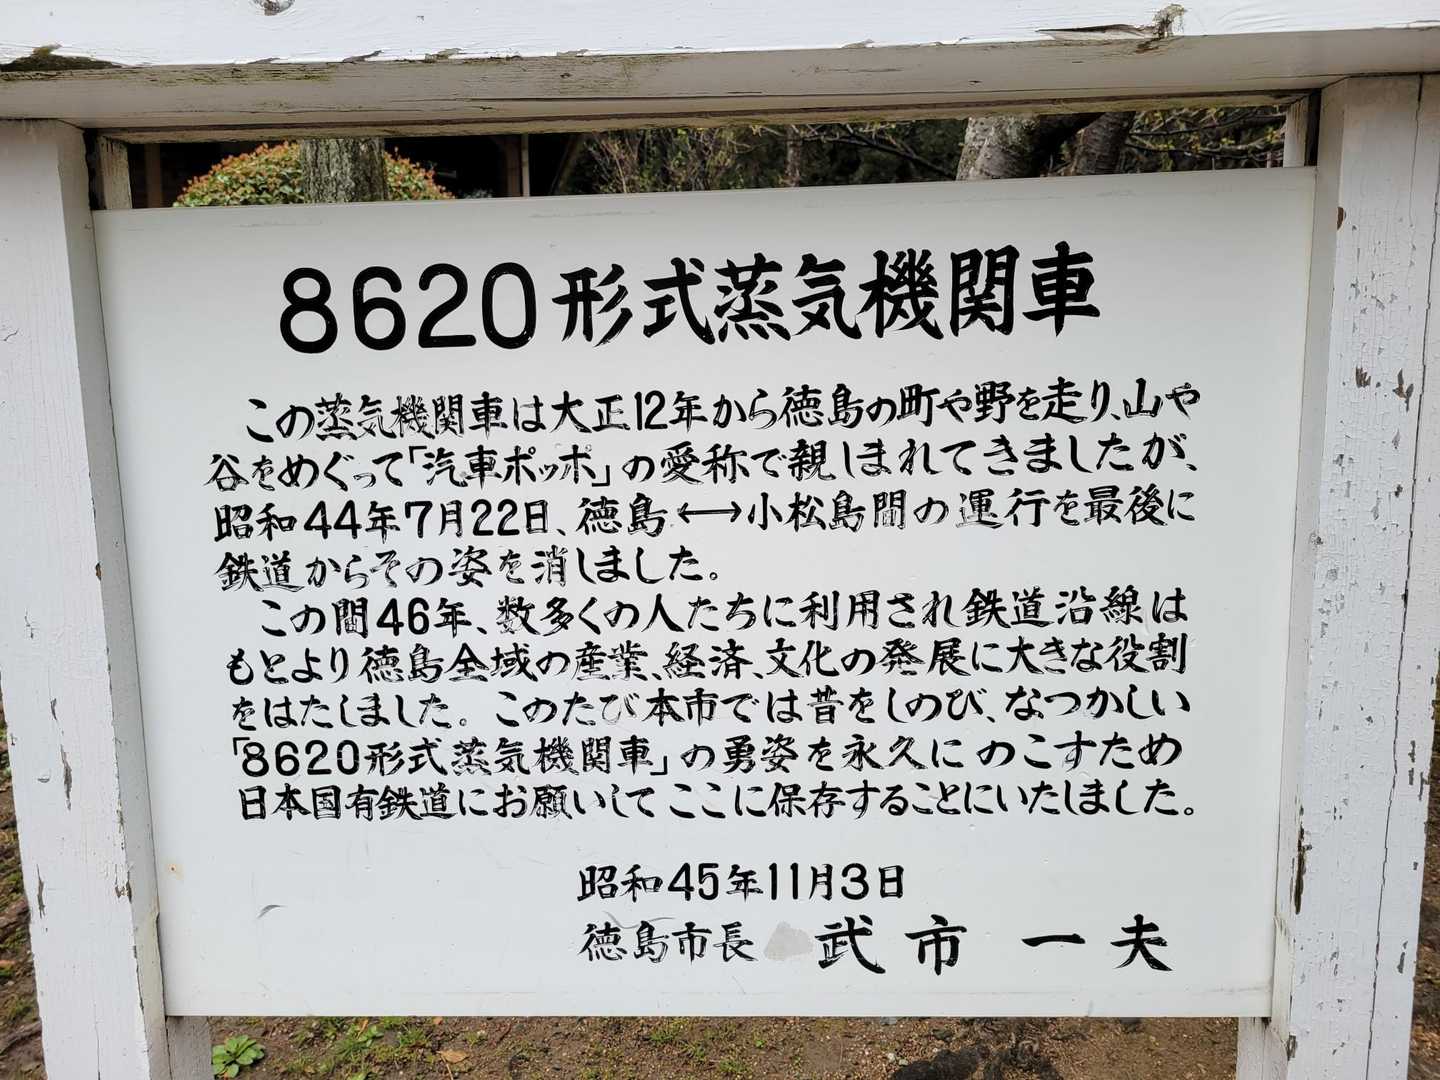 8620形式蒸気機関車
この蒸気機関車は大正12年から徳島の町や野を走り、山や
谷をめぐって「汽車ポッポ」の愛称で親しまれてきましたが、
昭和44年7月22日、徳島⟷小松島間の運行を最後に
鉄道からその姿を消しました。
この間46年、数多くの人たちに利用され鉄道沿線は
もとより徳島全域の産業、経済、文化の発展に大きな役割
をはたしました。このたび本市では昔をしのび、なつかしい
「8620形式蒸気機関車」の勇姿を永久にのこすため
日本国有鉄道にお願いしてここに保存することにいたしました。
昭和45年11月3日
徳島市長 武市一夫